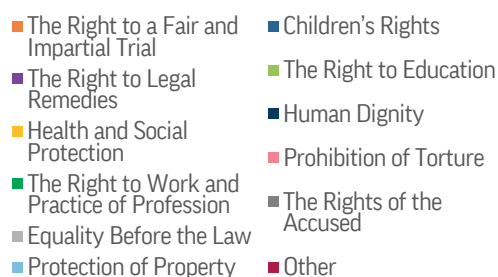 The Right to a Fair and
Impartial Trial
The Right to Legal
Remedies
Health and Social
Protection
The Right to Work and
Practice of Profession
Equality Before the Law
Protection of Property
Children's Rights
The Right to Education
Human Dignity
Prohibition of Torture
The Rights of the
Accused
Other